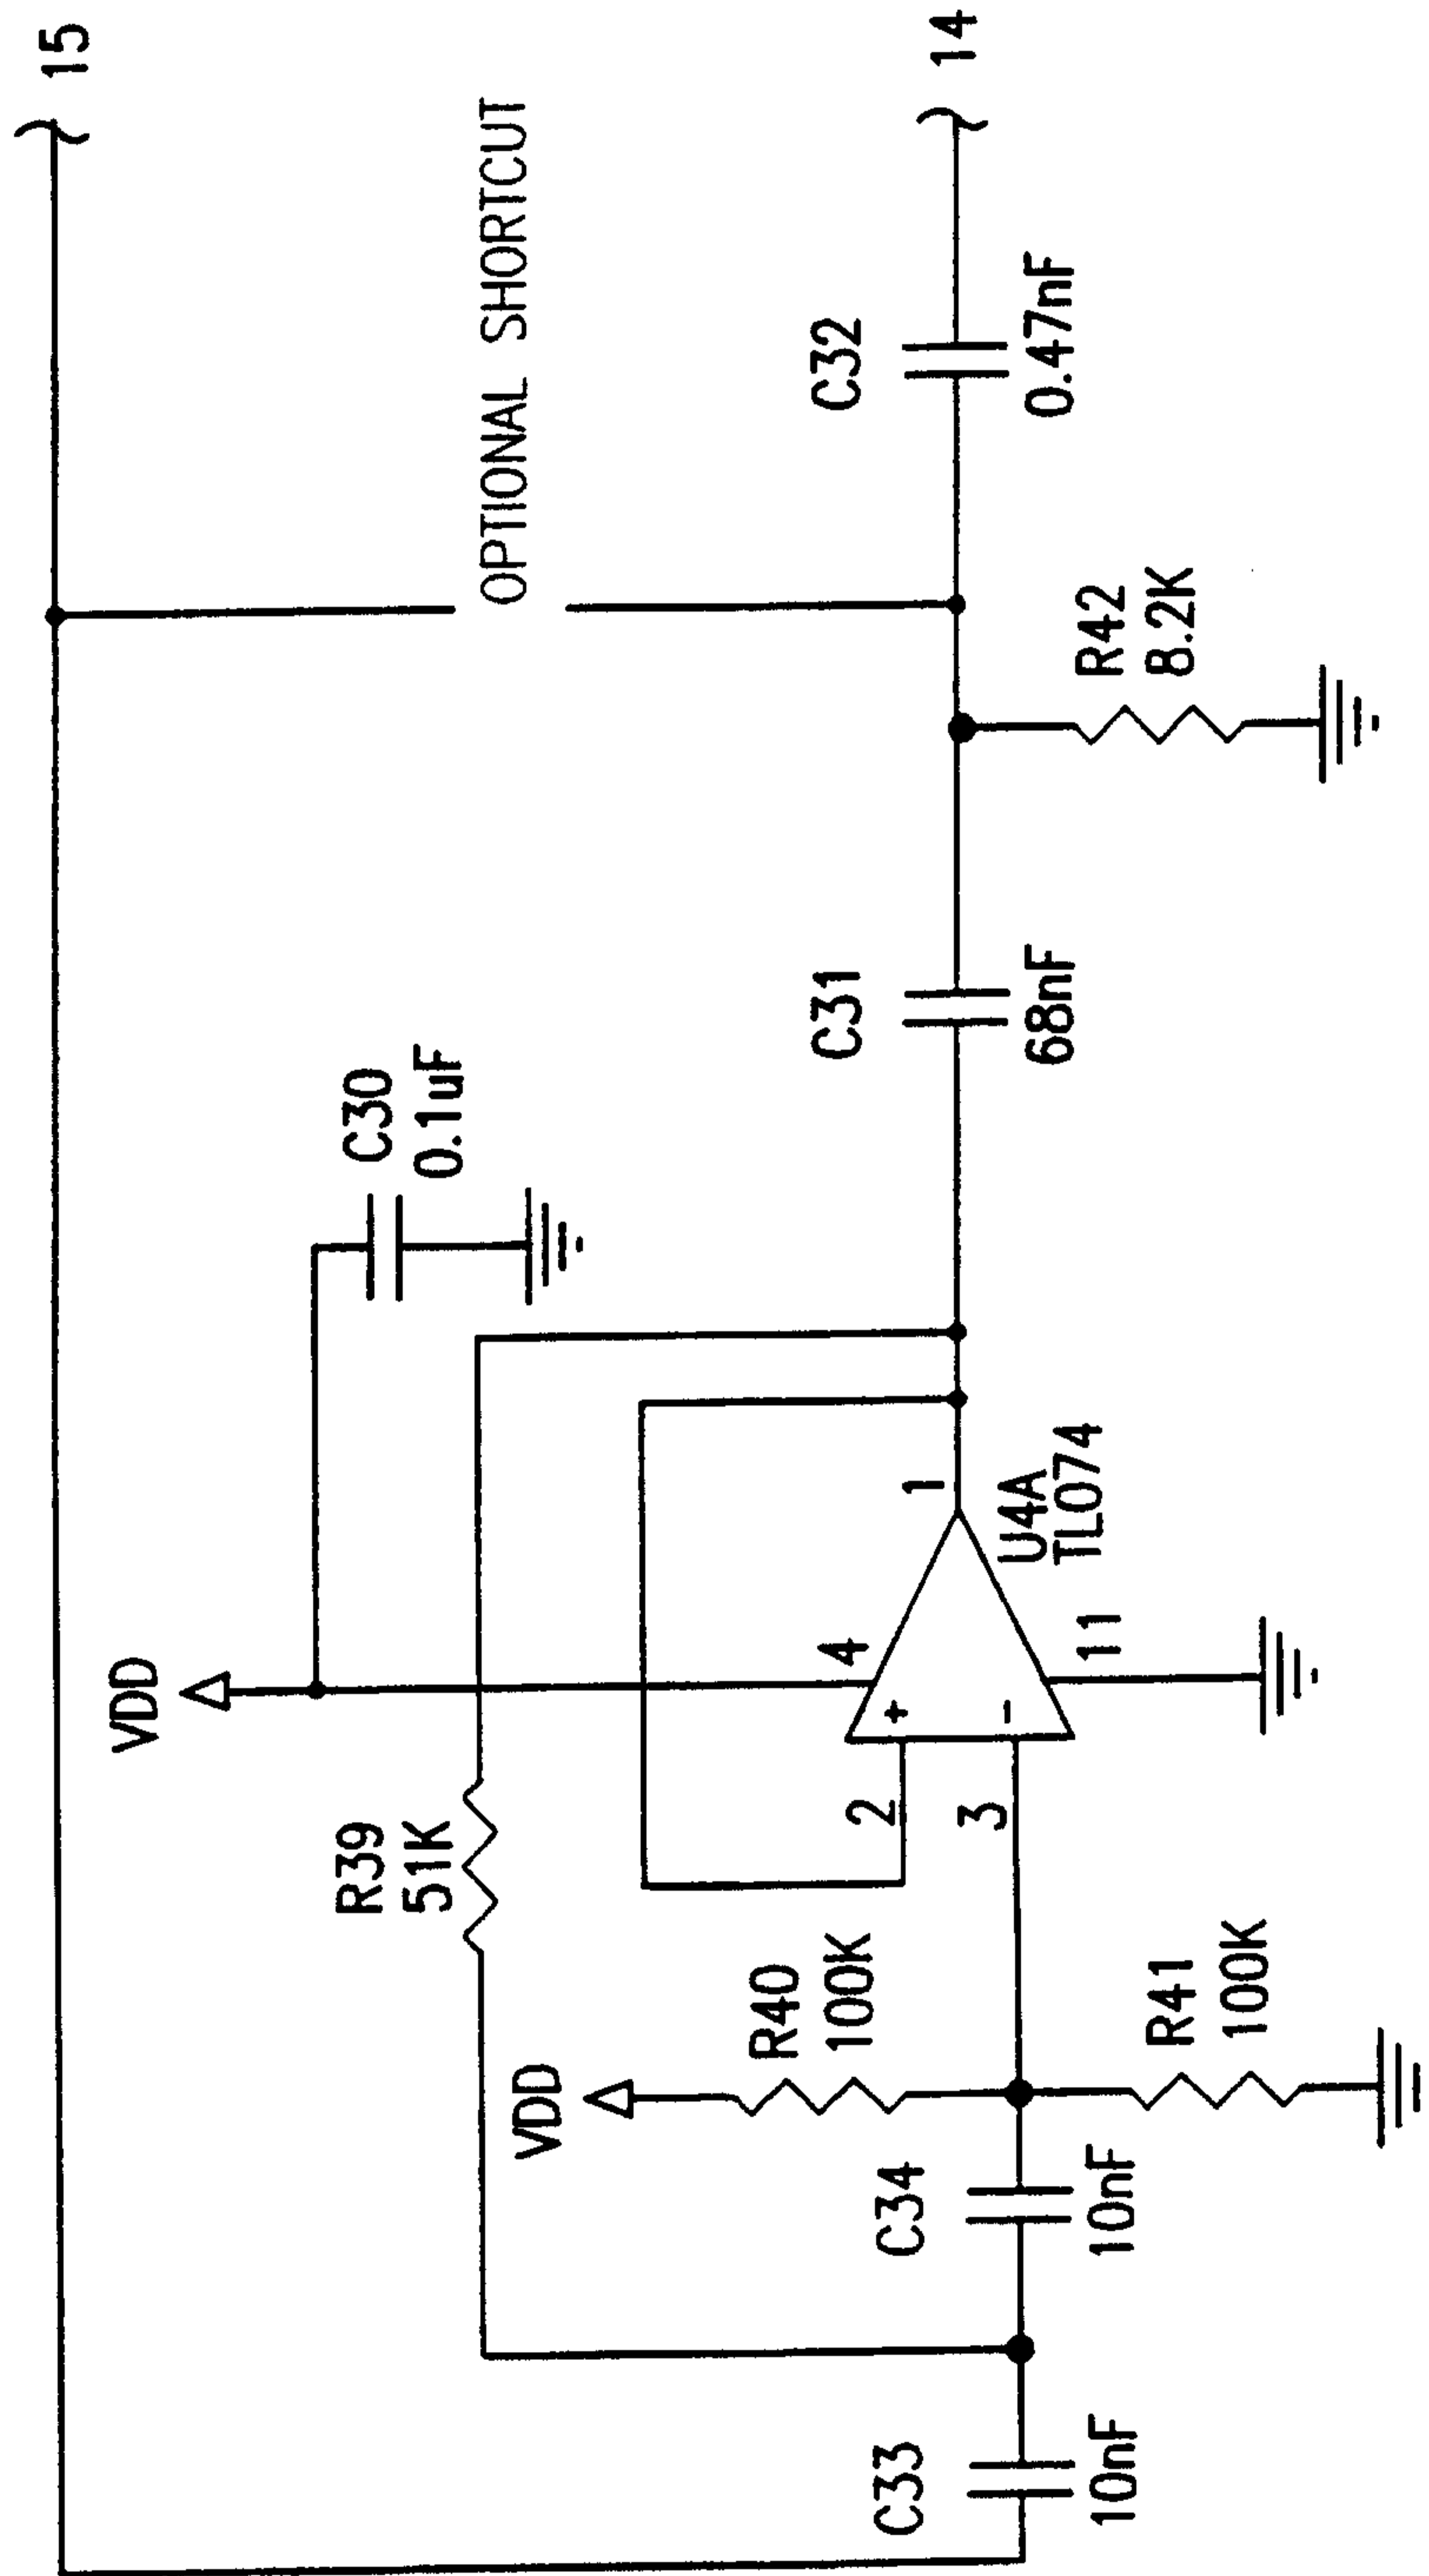 15
OPTIONAL SHORTCUT
14
VDD
C30
0.1uF
R39
51K
C32
0.47nF
C31
68nF
R42
8.2K
4
1
+
2
-
3
11
U4A
TL074
VDD
R40
100K
R41
100K
C34
10nF
C33
10nF